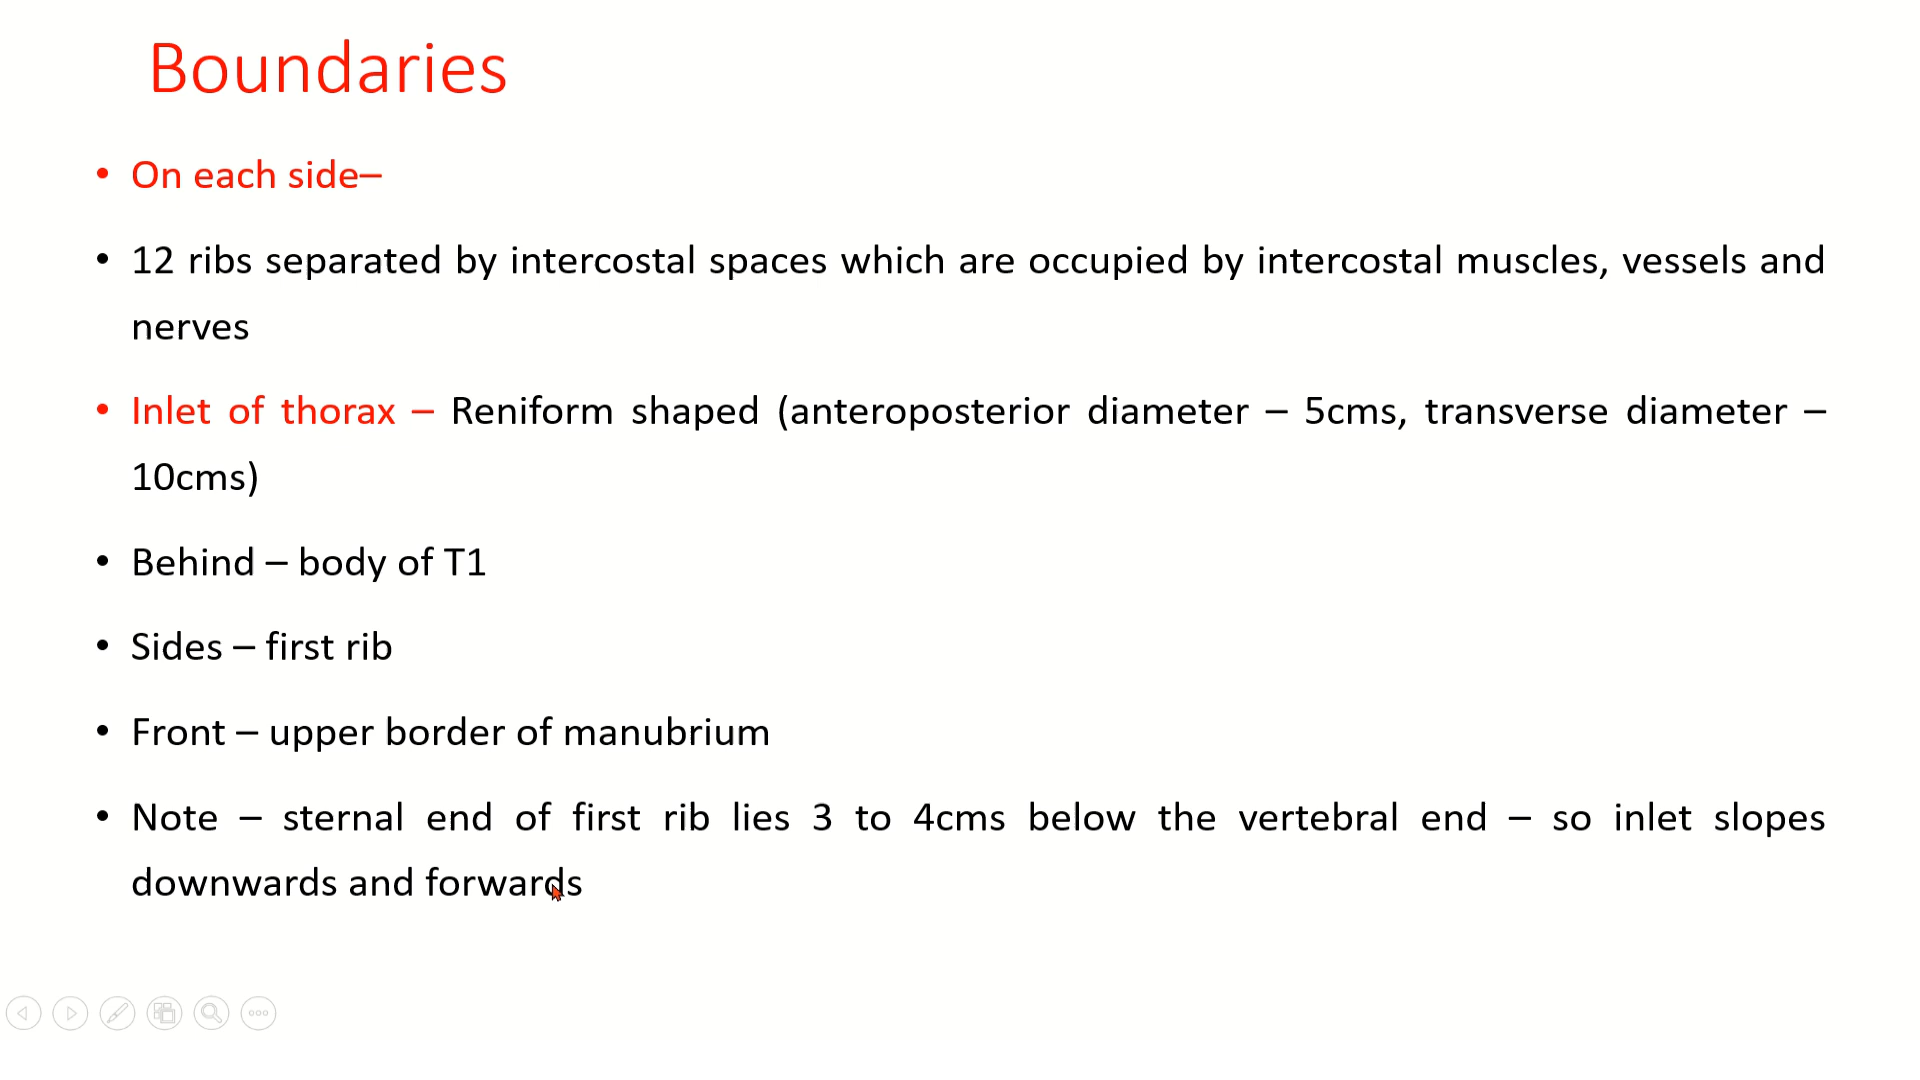 Boundaries
• On each side–
• 12 ribs separated by intercostal spaces which are occupied by intercostal muscles, vessels and
nerves
• Inlet of thorax – Reniform shaped (anteroposterior diameter – 5cms, transverse diameter –
10cms)
• Behind – body of T1
• Sides – first rib
• Front – upper border of manubrium
• Note – sternal end of first rib lies 3 to 4cms below the vertebral end – so inlet slopes
downwards and forwards